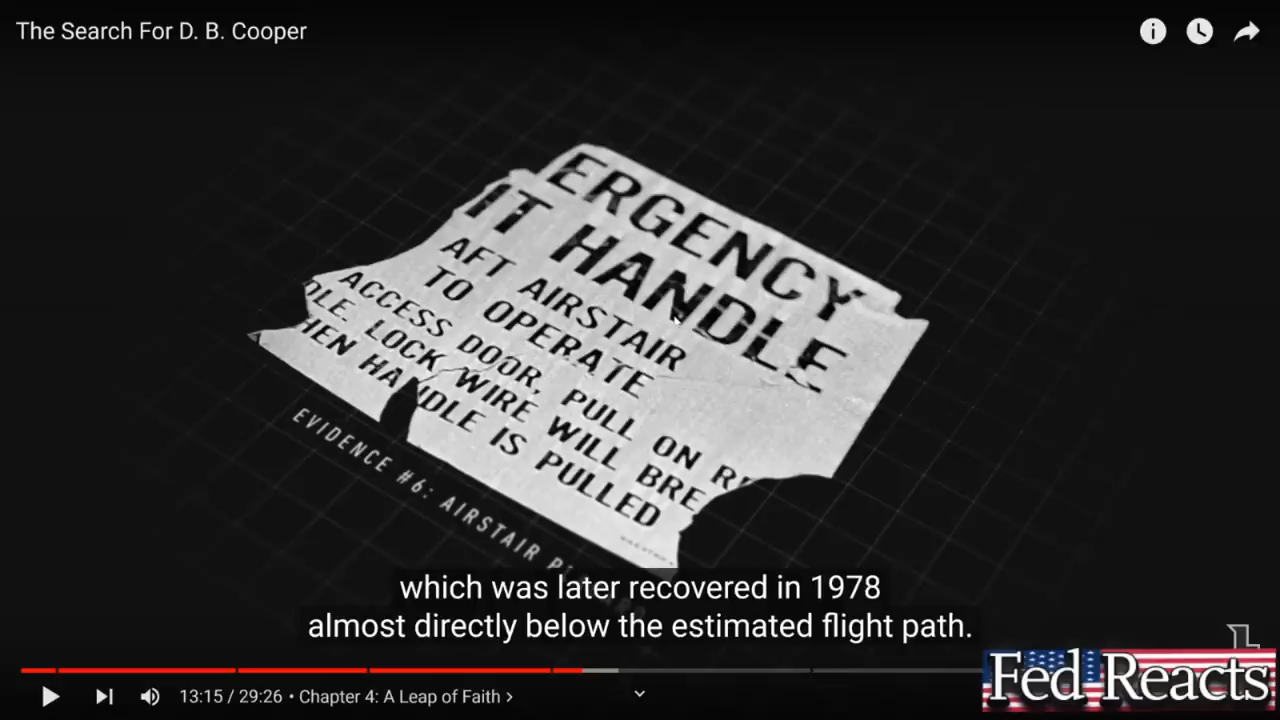 The Search For D. B. Cooper
ERGENCY
IT HANDLE
AFT AIRSTAIR
TO OPERATE
ACCESS DOOR, PULL ON R
DLE. LOCK WIRE WILL BRE
HEN HANDLE IS PULLED
EVIDENCE #6: AIRSTAIR
which was later recovered in 1978
almost directly below the estimated flight path.
13:15 / 29:26 • Chapter 4: A Leap of Faith >
Fed Reacts